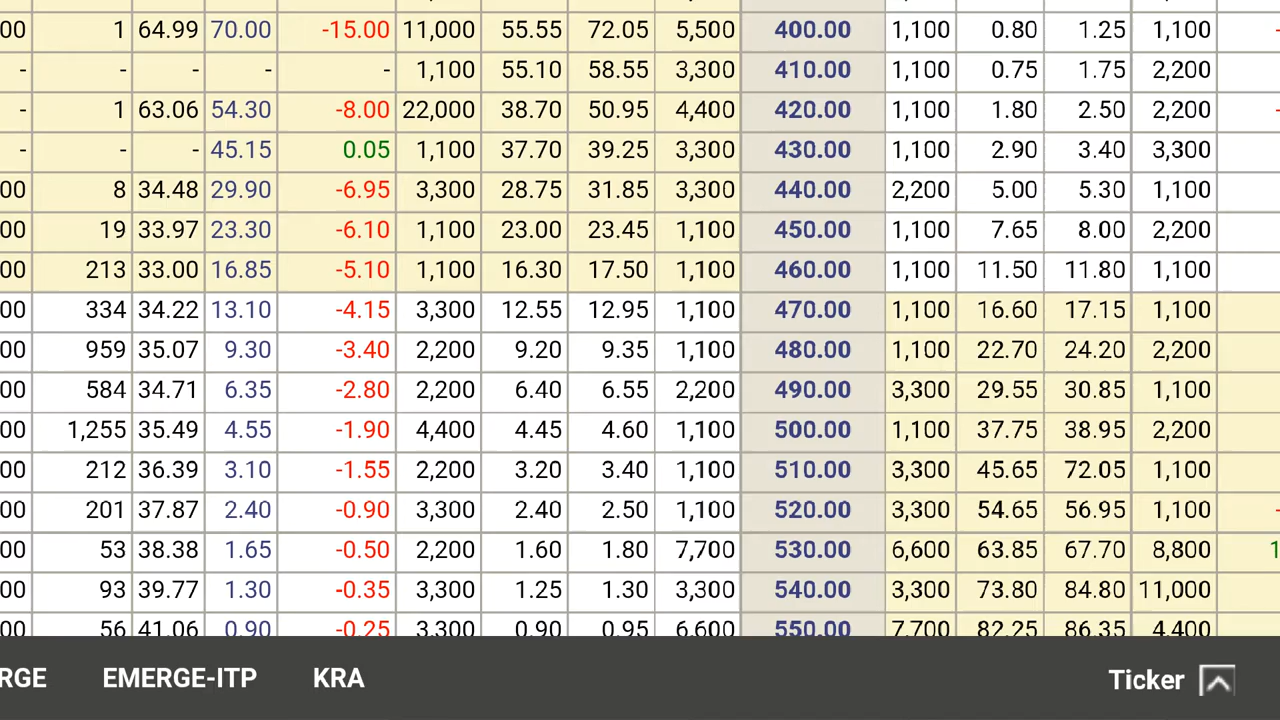 00 1 64.99 70.00 -15.00 11,000 55.55 72.05 5,500 400.00 1,100 0.80 1.25 1,100 -
- - - - - 1,100 55.10 58.55 3,300 410.00 1,100 0.75 1.75 2,200
- 1 63.06 54.30 -8.00 22,000 38.70 50.95 4,400 420.00 1,100 1.80 2.50 2,200 -
- - - 45.15 0.05 1,100 37.70 39.25 3,300 430.00 1,100 2.90 3.40 3,300
00 8 34.48 29.90 -6.95 3,300 28.75 31.85 3,300 440.00 2,200 5.00 5.30 1,100
00 19 33.97 23.30 -6.10 1,100 23.00 23.45 1,100 450.00 1,100 7.65 8.00 2,200
00 213 33.00 16.85 -5.10 1,100 16.30 17.50 1,100 460.00 1,100 11.50 11.80 1,100
00 334 34.22 13.10 -4.15 3,300 12.55 12.95 1,100 470.00 1,100 16.60 17.15 1,100
00 959 35.07 9.30 -3.40 2,200 9.20 9.35 1,100 480.00 1,100 22.70 24.20 2,200
00 584 34.71 6.35 -2.80 2,200 6.40 6.55 2,200 490.00 3,300 29.55 30.85 1,100
00 1,255 35.49 4.55 -1.90 4,400 4.45 4.60 1,100 500.00 1,100 37.75 38.95 2,200
00 212 36.39 3.10 -1.55 2,200 3.20 3.40 1,100 510.00 3,300 45.65 72.05 1,100
00 201 37.87 2.40 -0.90 3,300 2.40 2.50 1,100 520.00 3,300 54.65 56.95 1,100 -
00 53 38.38 1.65 -0.50 2,200 1.60 1.80 7,700 530.00 6,600 63.85 67.70 8,800 1
00 93 39.77 1.30 -0.35 3,300 1.25 1.30 3,300 540.00 3,300 73.80 84.80 11,000
00 56 41.06 0.90 -0.25 3,300 0.90 0.95 6,600 550.00 7,700 82.25 86.35 4,400
RGE EMERGE-ITP KRA Ticker